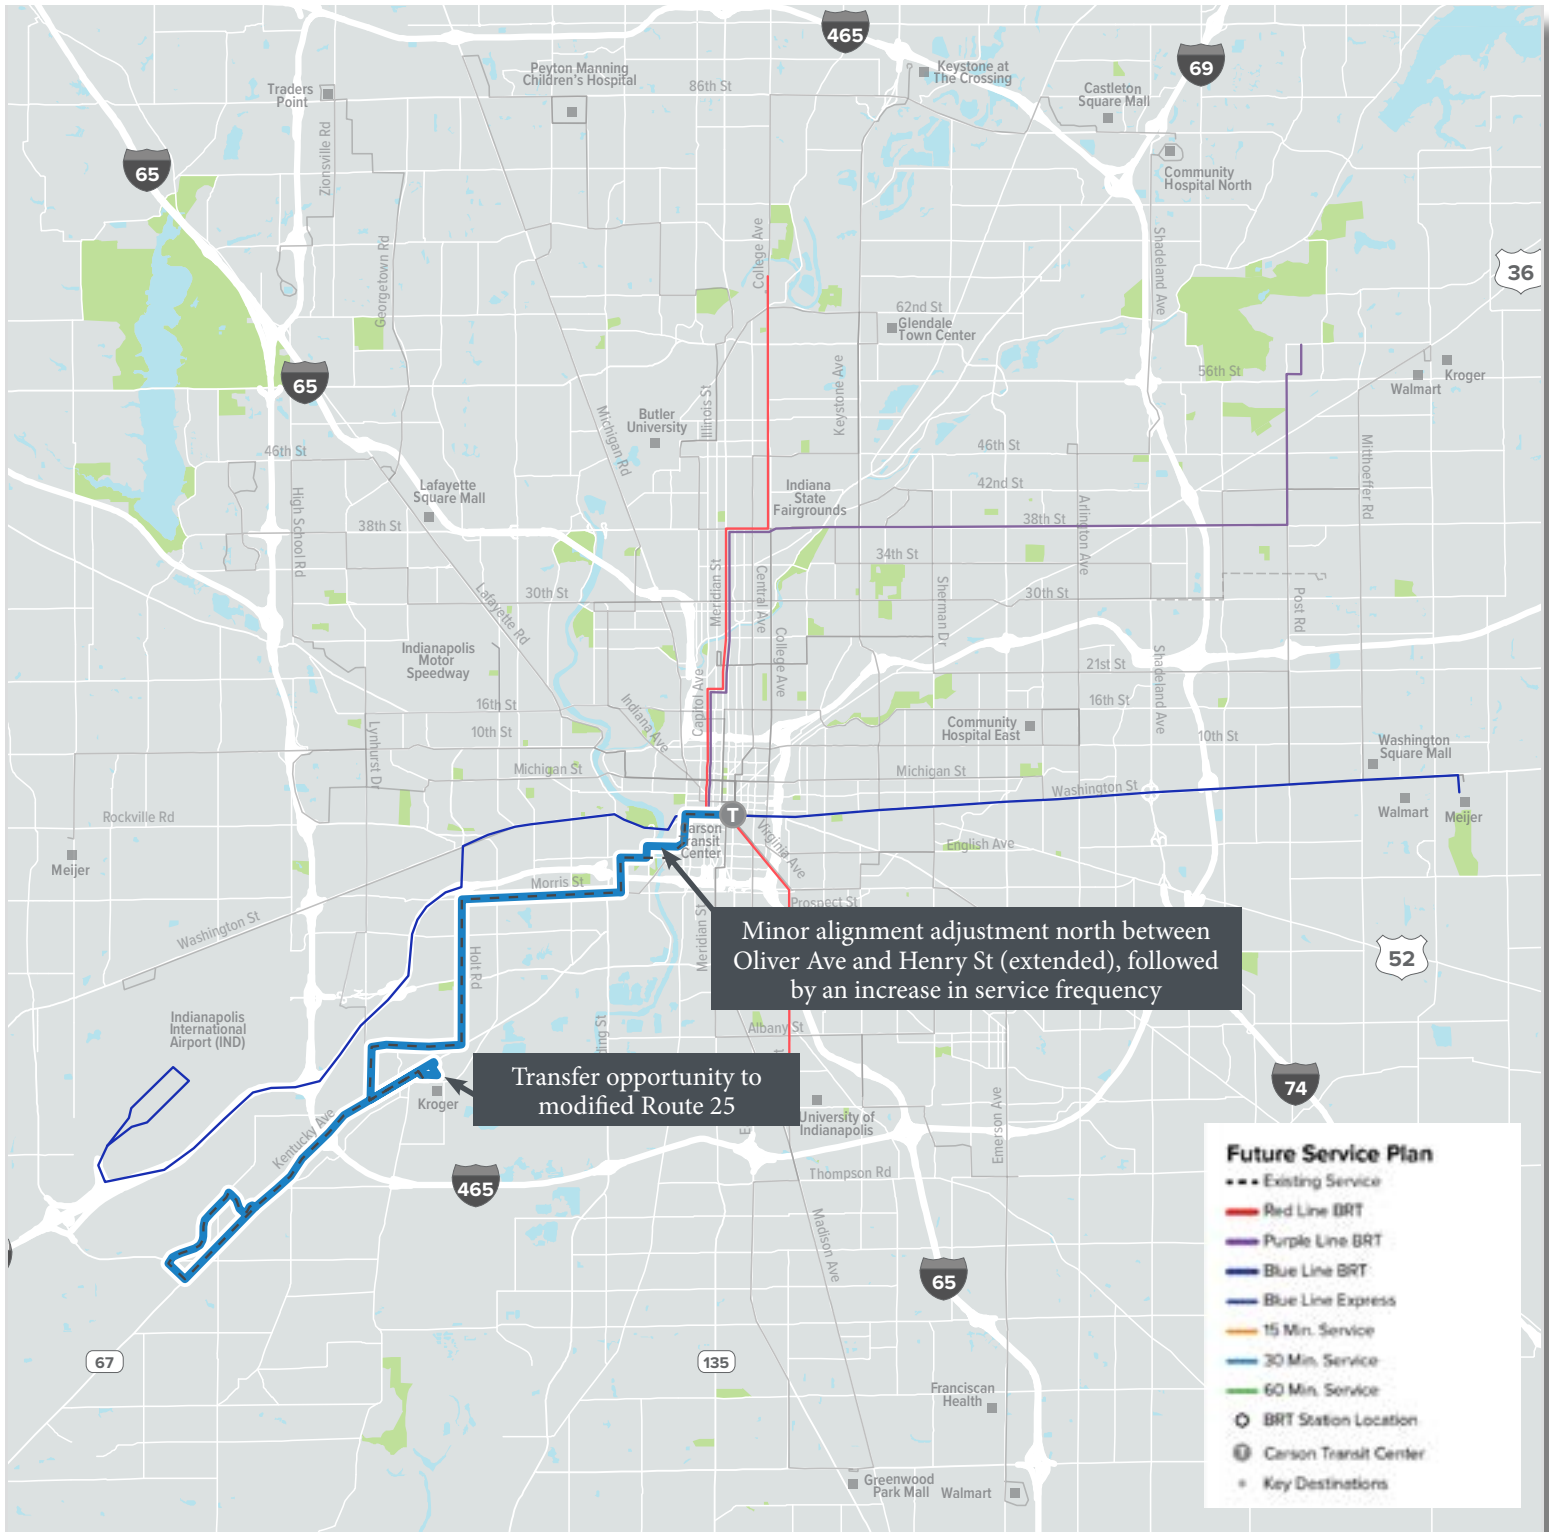 465
69
Peyton Manning
Children's Hospital
Keystone at
The Crossing
86th St
Traders
Point
Castleton
Square Mall
Zionsville Rd
65
Community
Hospital North
College Ave
Shadeland Ave
Georgetown Rd
36
62nd St
Glendale
Town Center
65
56th St
Walmart
Kroger
Keystone Ave
Illinois St
Butler
University
Michigan Rd
46th St
46th St
Mitthoeffer Rd
Lafayette
Square Mall
Indiana
State
Fairgrounds
42nd St
High School Rd
38th St
38th St
Arlington Ave
34th St
Meridian St
Central Ave
Sherman Dr
30th St
30th St
Post Rd
Lafayette Rd
College Ave
Indianapolis
Motor
Speedway
21st St
Shadeland Ave
Capitol Ave
16th St
16th St
Indiana Ave
Community
Hospital East
10th St
10th St
Lynhurst Dr
Washington
Square Mall
Michigan St
Michigan St
Washington St
Rockville Rd
Walmart
Meijer
T
Carson
Transit
Center
Virginia Ave
English Ave
Meijer
Morris St
Prospect St
Washington St
Holt Rd
Meridian St
Minor alignment adjustment north between
Oliver Ave and Henry St (extended), followed
by an increase in service frequency
52
Indianapolis
International
Airport (IND)
Albany St
Transfer opportunity to
modified Route 25
Kroger
74
University of
Indianapolis
Emerson Ave
Kentucky Ave
465
Thompson Rd
Madison Ave
65
67
135
Franciscan
Health
Greenwood
Park Mall
Walmart
Future Service Plan
Existing Service
Red Line BRT
Purple Line BRT
Blue Line BRT
Blue Line Express
15 Min. Service
30 Min. Service
60 Min. Service
BRT Station Location
T Carson Transit Center
Key Destinations